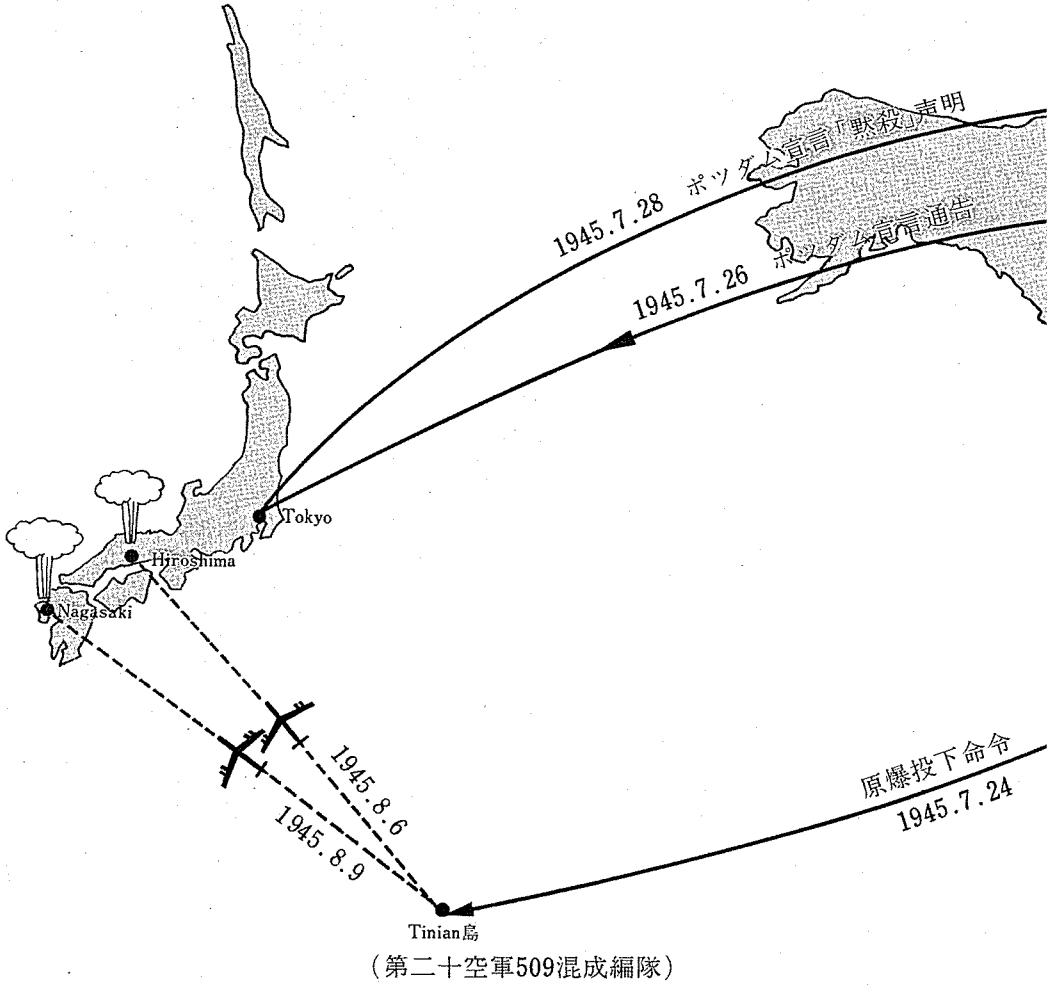 1945.7.28 ポツダム宣言「黙殺」声明
1945.7.26 ポツダム宣言通告
Tokyo
Hiroshima
Nagasaki
1945.8.6
1945.8.9
原爆投下命令
1945.7.24
Tinian島
(第二十空軍509混成編隊)